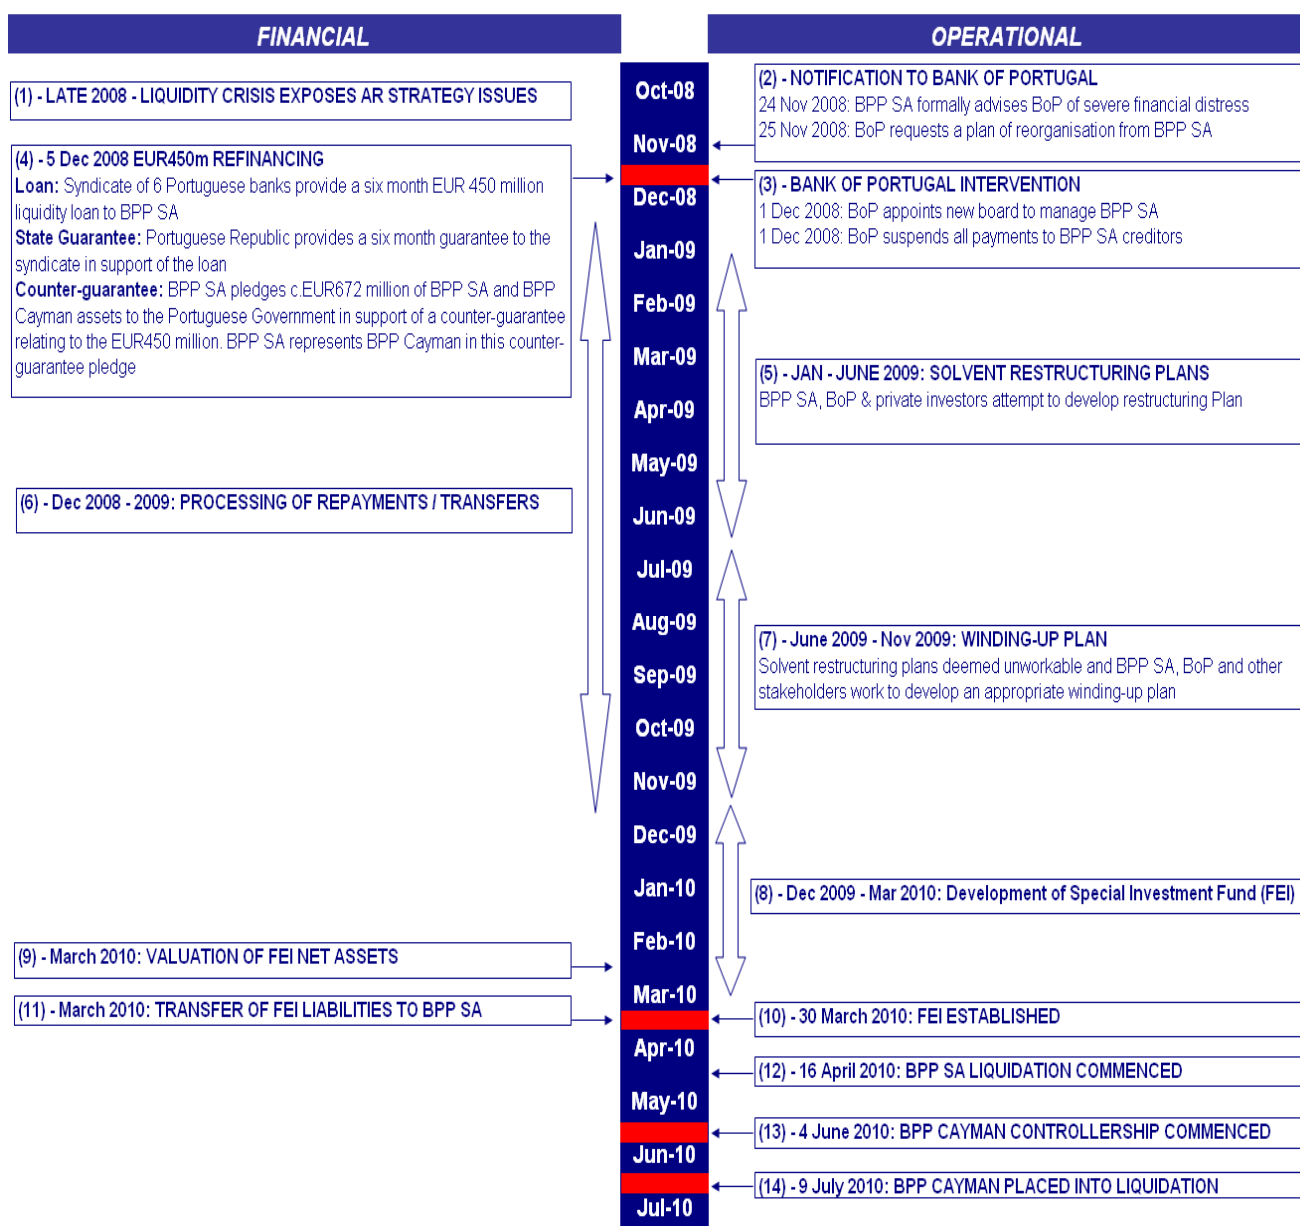 FINANCIAL
OPERATIONAL
(1) - LATE 2008 - LIQUIDITY CRISIS EXPOSES AR STRATEGY ISSUES
(4) - 5 Dec 2008 EUR450m REFINANCING
Loan: Syndicate of 6 Portuguese banks provide a six month EUR 450 million
liquidity loan to BPP SA
State Guarantee: Portuguese Republic provides a six month guarantee to the
syndicate in support of the loan
Counter-guarantee: BPP SA pledges c.EUR672 million of BPP SA and BPP
Cayman assets to the Portuguese Government in support of a counter-guarantee
relating to the EUR450 million. BPP SA represents BPP Cayman in this counter-
guarantee pledge
(6) - Dec 2008 - 2009: PROCESSING OF REPAYMENTS / TRANSFERS
(9) - March 2010: VALUATION OF FEI NET ASSETS
(11) - March 2010: TRANSFER OF FEI LIABILITIES TO BPP SA
Oct-08
Nov-08
Dec-08
Jan-09
Feb-09
Mar-09
Apr-09
May-09
Jun-09
Jul-09
Aug-09
Sep-09
Oct-09
Nov-09
Dec-09
Jan-10
Feb-10
Mar-10
Apr-10
May-10
Jun-10
Jul-10
(2) - NOTIFICATION TO BANK OF PORTUGAL
24 Nov 2008: BPP SA formally advises BoP of severe financial distress
25 Nov 2008: BoP requests a plan of reorganisation from BPP SA
(3) - BANK OF PORTUGAL INTERVENTION
1 Dec 2008: BoP appoints new board to manage BPP SA
1 Dec 2008: BoP suspends all payments to BPP SA creditors
(5) - JAN - JUNE 2009: SOLVENT RESTRUCTURING PLANS
BPP SA, BoP & private investors attempt to develop restructuring Plan
(7) - June 2009 - Nov 2009: WINDING-UP PLAN
Solvent restructuring plans deemed unworkable and BPP SA, BoP and other
stakeholders work to develop an appropriate winding-up plan
(8) - Dec 2009 - Mar 2010: Development of Special Investment Fund (FEI)
(10) - 30 March 2010: FEI ESTABLISHED
(12) - 16 April 2010: BPP SA LIQUIDATION COMMENCED
(13) - 4 June 2010: BPP CAYMAN CONTROLLERSHIP COMMENCED
(14) - 9 July 2010: BPP CAYMAN PLACED INTO LIQUIDATION